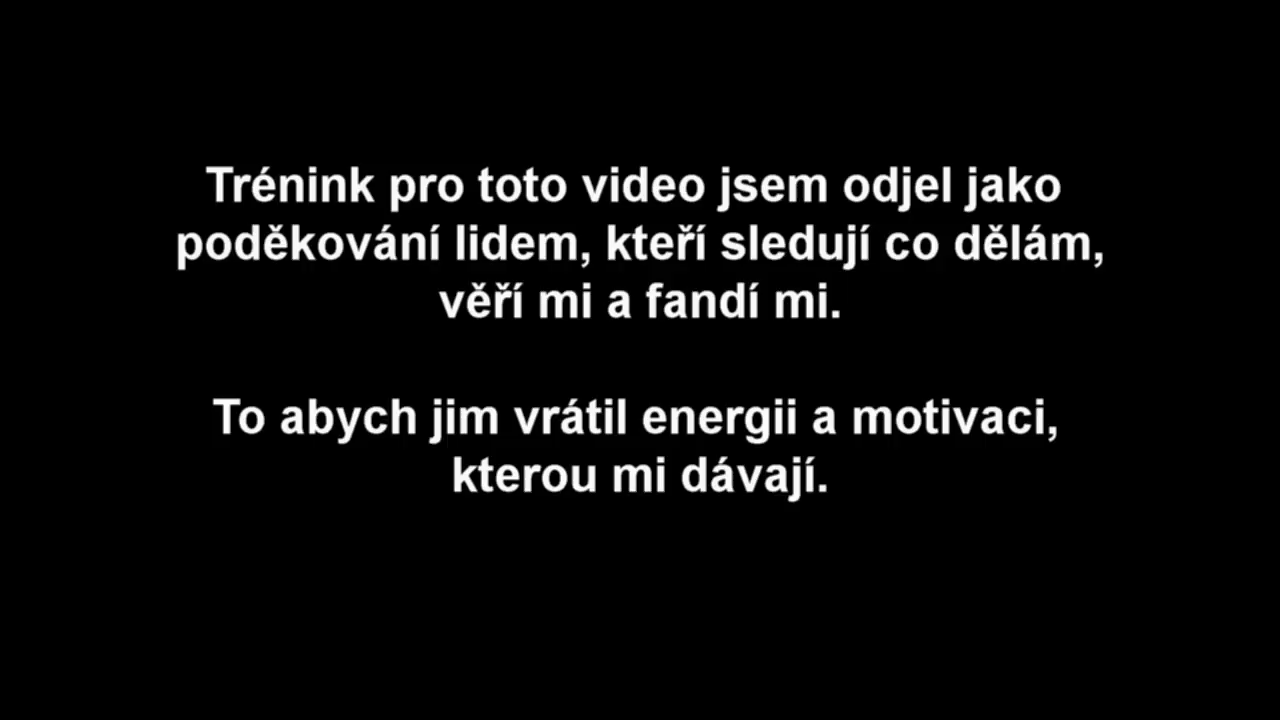 Trénink pro toto video jsem odjel jako
poděkování lidem, kteří sledují co dělám,
věří mi a fandí mi.
To abych jim vrátil energii a motivaci,
kterou mi dávají.